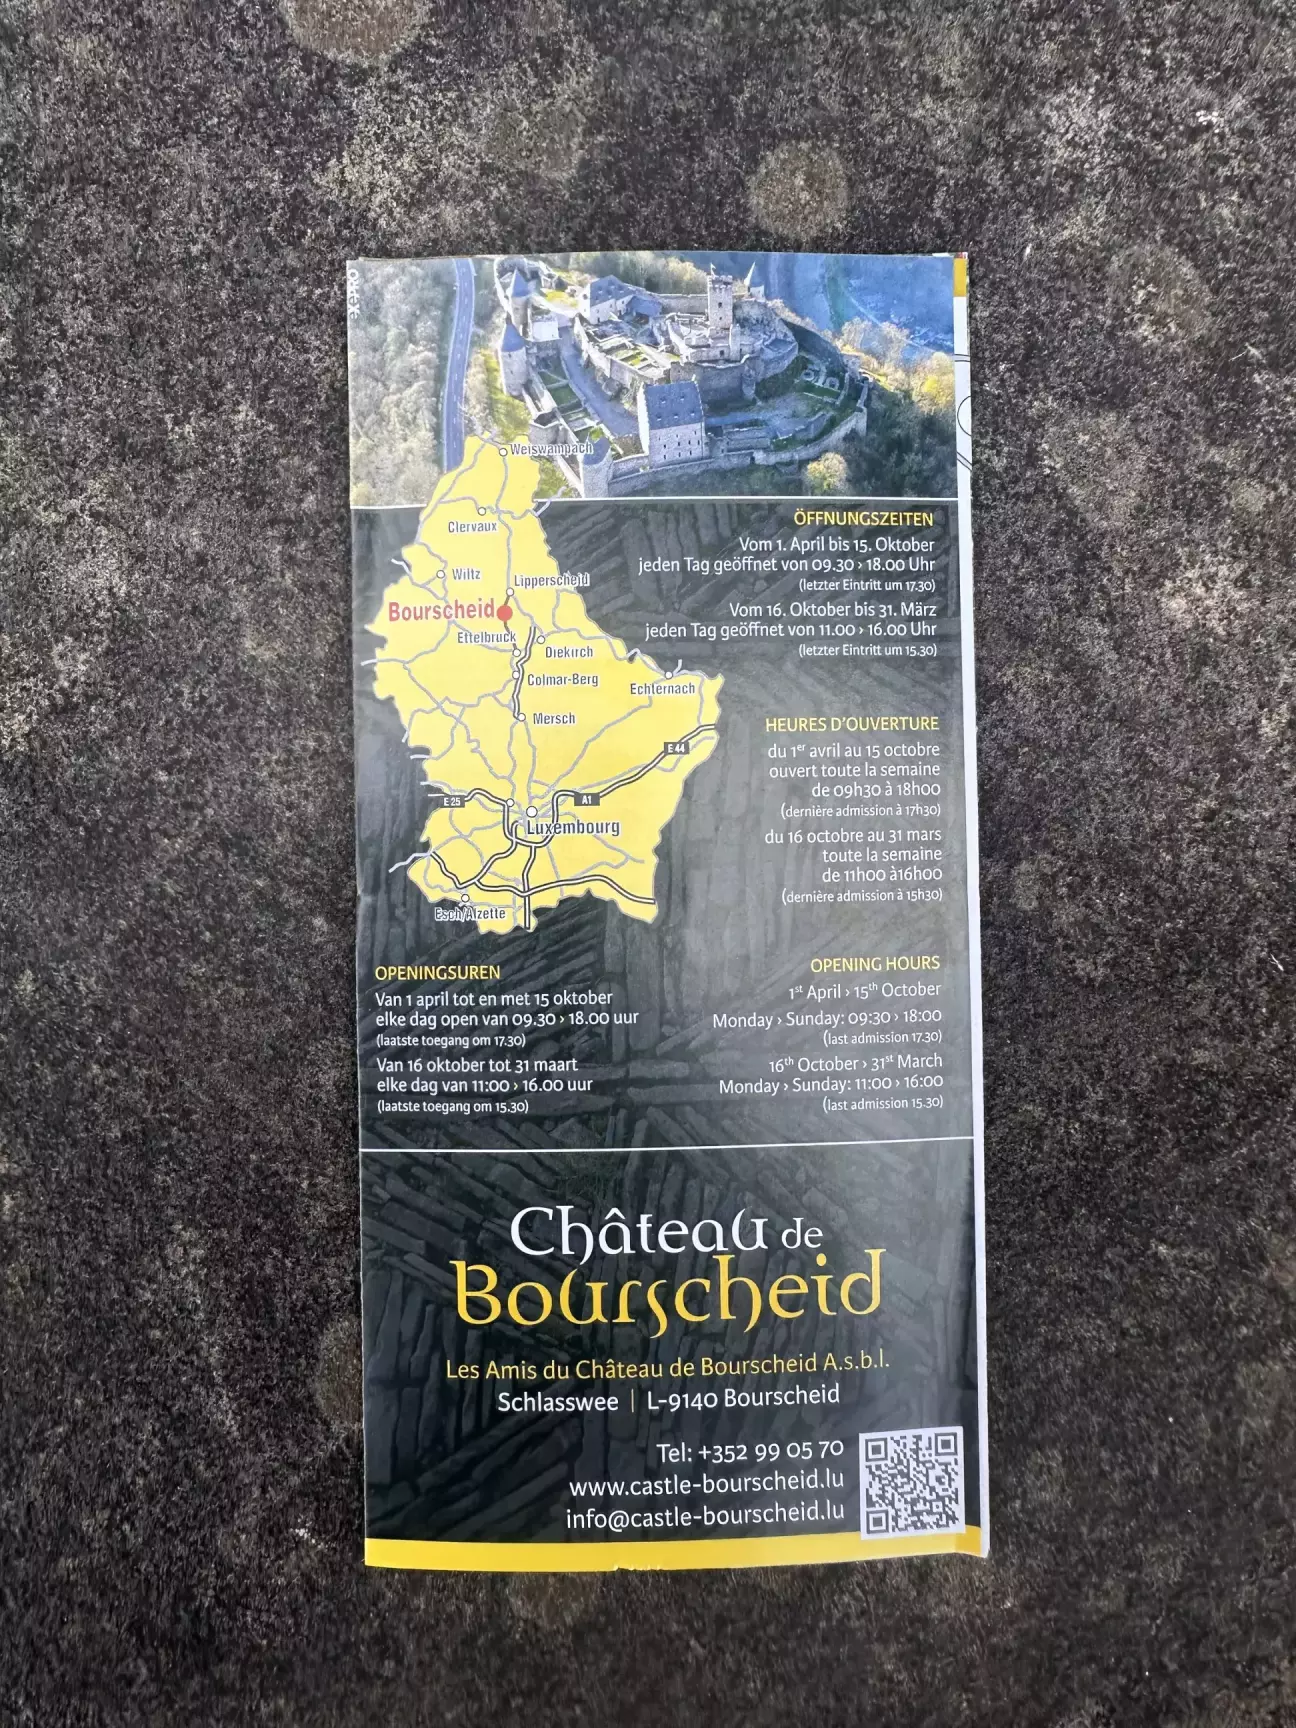 exepro
Weiswampach
Clervaux
Wiltz
Lipperscheid
Bourscheid
Ettelbruck
Diekirch
Colmar-Berg
Echternach
Mersch
E 44
E 25
A1
Luxembourg
Esch/Alzette
ÖFFNUNGSZEITEN
Vom 1. April bis 15. Oktober
jeden Tag geöffnet von 09.30 › 18.00 Uhr
(letzter Eintritt um 17.30)
Vom 16. Oktober bis 31. März
jeden Tag geöffnet von 11.00 › 16.00 Uhr
(letzter Eintritt um 15.30)
HEURES D'OUVERTURE
du 1er avril au 15 octobre
ouvert toute la semaine
de 09h30 à 18h00
(dernière admission à 17h30)
du 16 octobre au 31 mars
toute la semaine
de 11h00 à16h00
(dernière admission à 15h30)
OPENINGSUREN
Van 1 april tot en met 15 oktober
elke dag open van 09.30 › 18.00 uur
(laatste toegang om 17.30)
Van 16 oktober tot 31 maart
elke dag van 11:00 › 16.00 uur
(laatste toegang om 15.30)
OPENING HOURS
1st April › 15th October
Monday › Sunday: 09:30 › 18:00
(last admission 17.30)
16th October › 31st March
Monday › Sunday: 11:00 › 16:00
(last admission 15.30)
Château de
Bourscheid
Les Amis du Château de Bourscheid A.s.b.l.
Schlasswee | L-9140 Bourscheid
Tel: +352 99 05 70
www.castle-bourscheid.lu
info@castle-bourscheid.lu